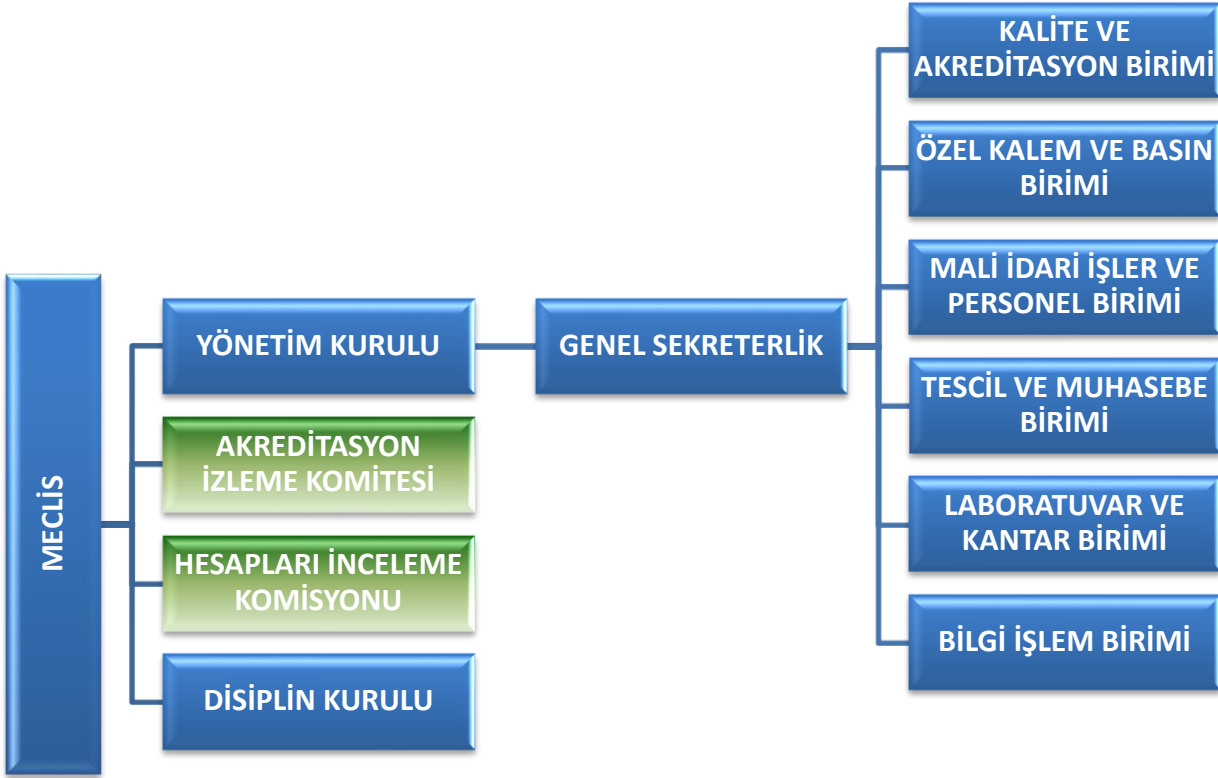 MECLİS
YÖNETİM KURULU
AKREDİTASYON
İZLEME KOMİTESİ
HESAPLARI İNCELEME
KOMİSYONU
DİSİPLİN KURULU
GENEL SEKRETERLİK
KALİTE VE
AKREDİTASYON BİRİMİ
ÖZEL KALEM VE BASIN
BİRİMİ
MALİ İDARİ İŞLER VE
PERSONEL BİRİMİ
TESCİL VE MUHASEBE
BİRİMİ
LABORATUVAR VE
KANTAR BİRİMİ
BİLGİ İŞLEM BİRİMİ